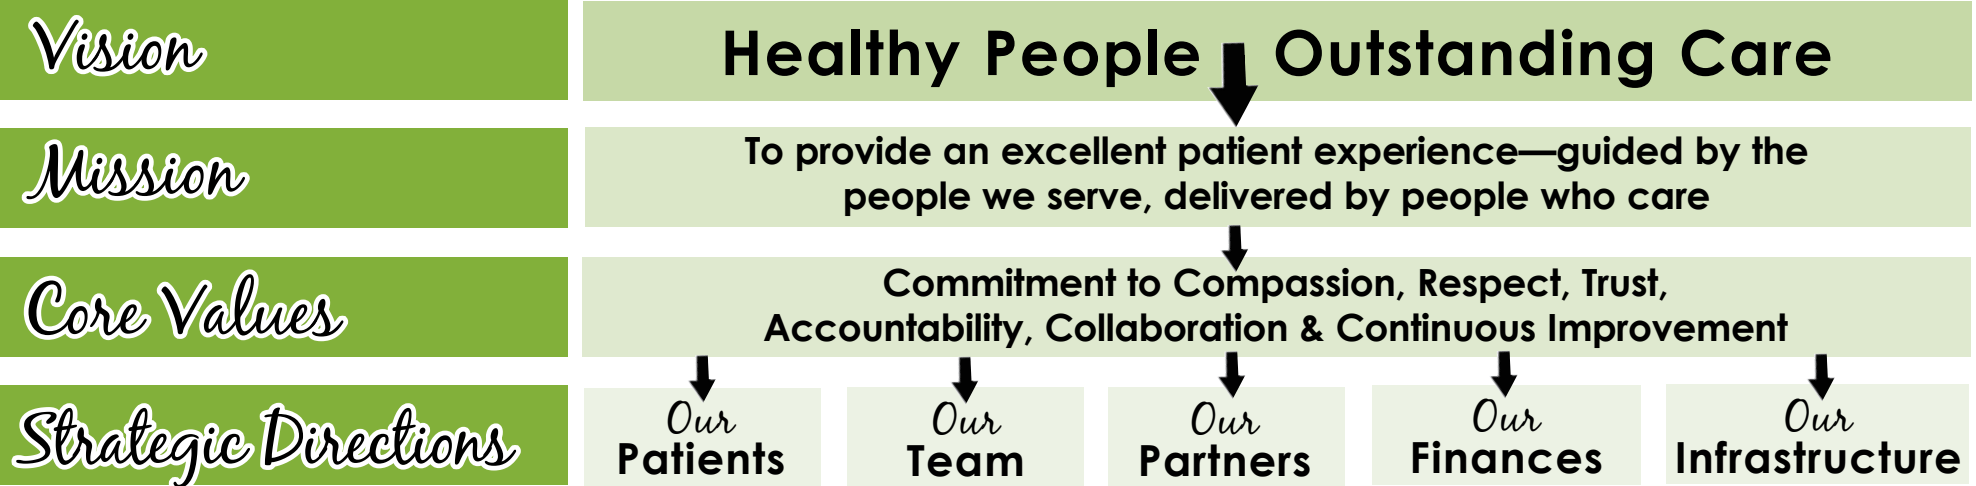 Vision
Healthy People Outstanding Care
Mission
To provide an excellent patient experience—guided by the
people we serve, delivered by people who care
Core Values
Commitment to Compassion, Respect, Trust,
Accountability, Collaboration & Continuous Improvement
Strategic Directions
Our
Patients
Our
Team
Our
Partners
Our
Finances
Our
Infrastructure